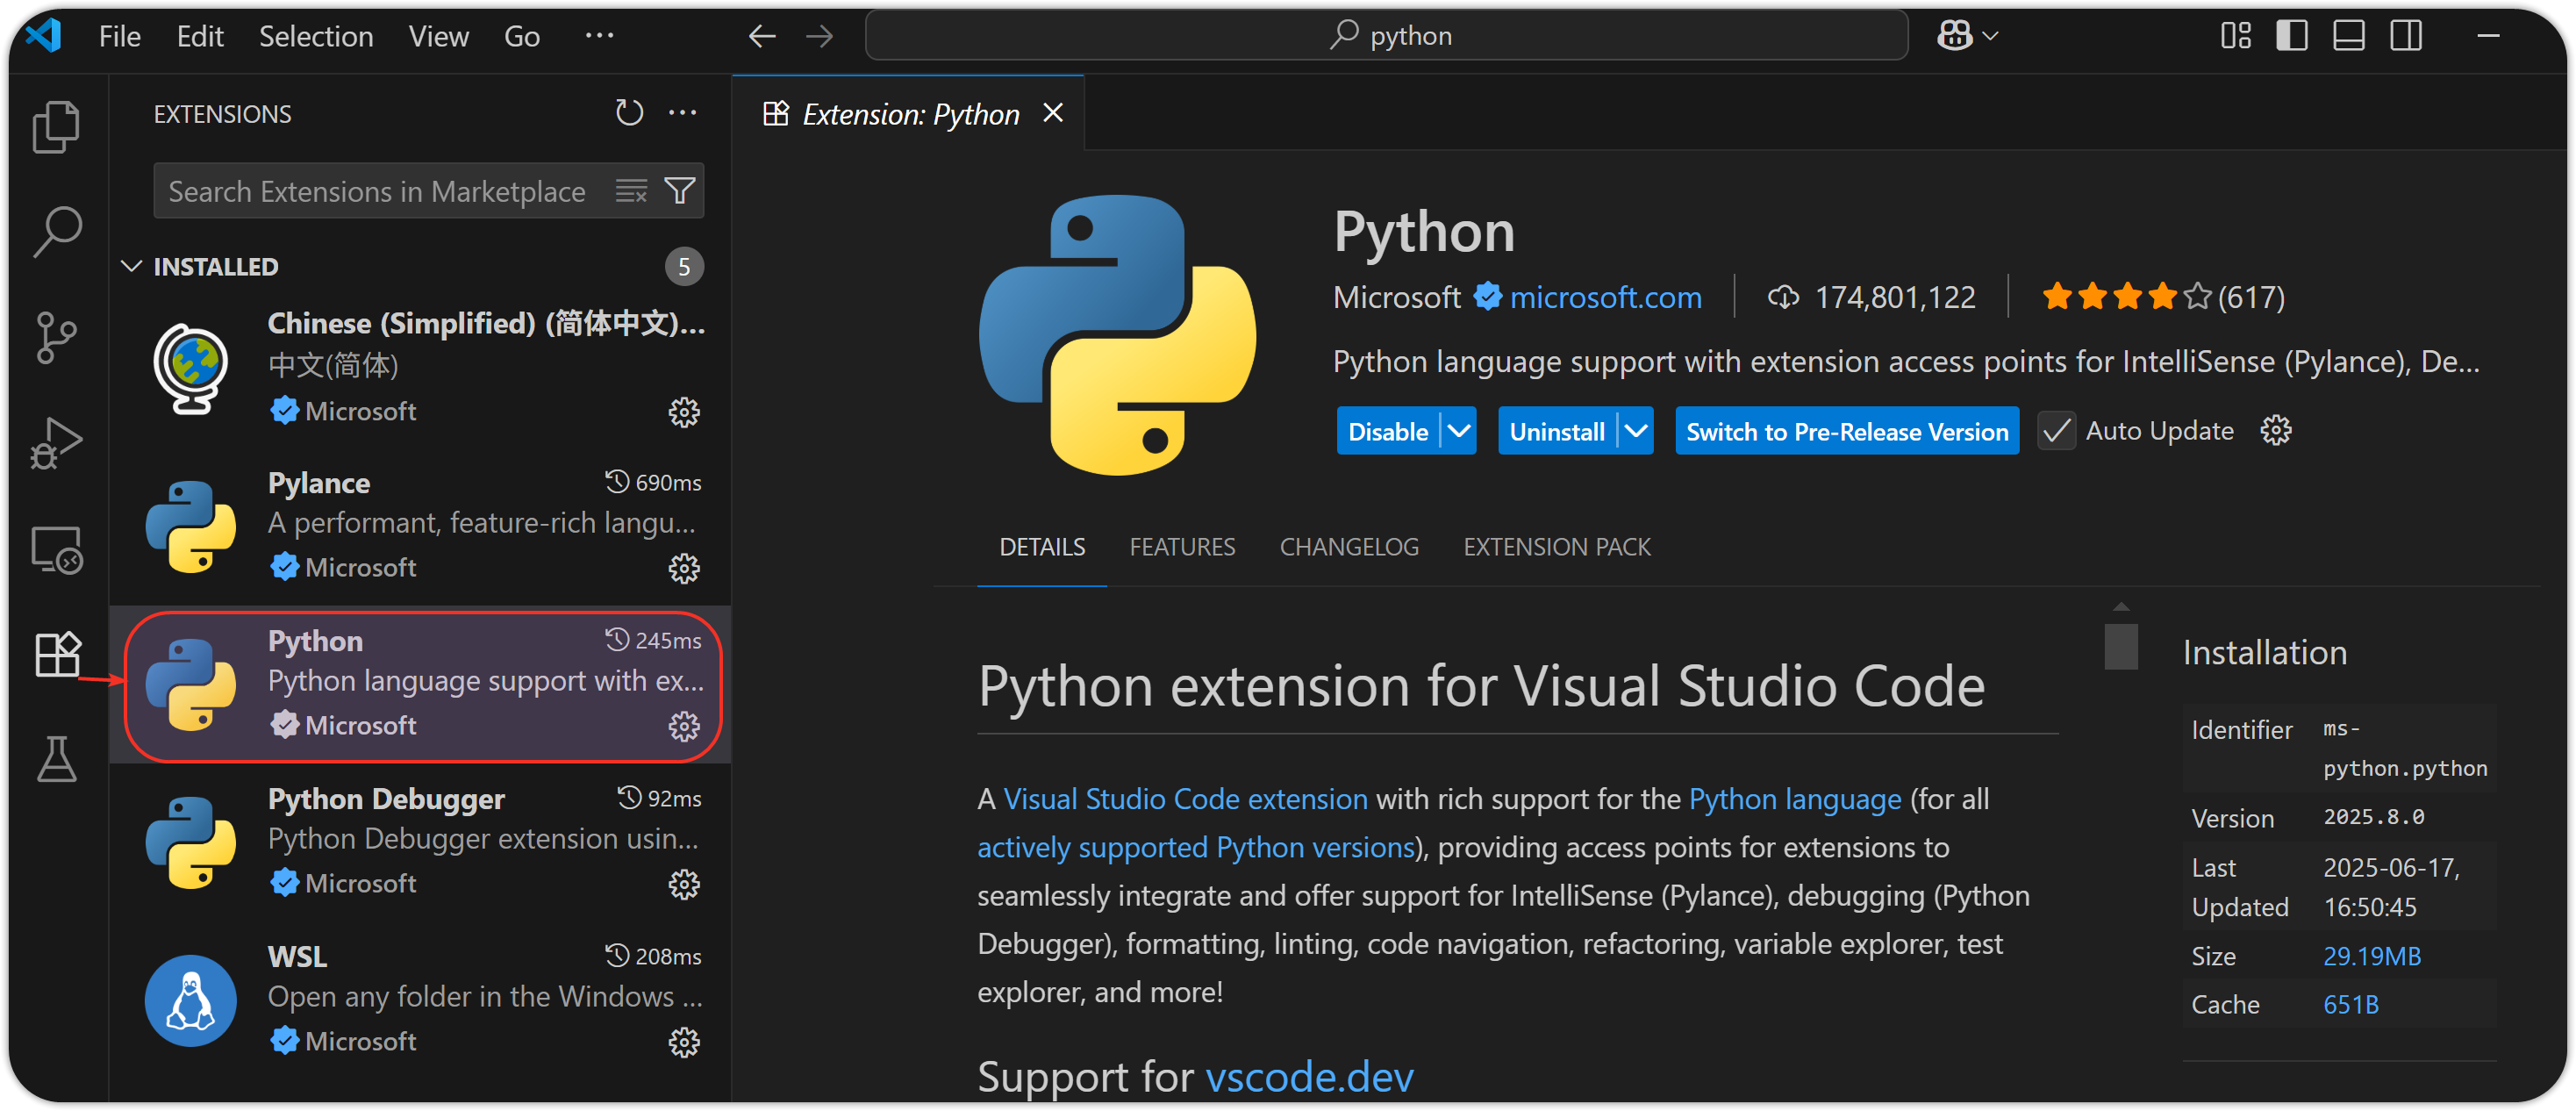 File Edit Selection View Go ···
python
EXTENSIONS
Search Extensions in Marketplace
INSTALLED 5
Chinese (Simplified) (简体中文)...
中文(简体)
Microsoft
Pylance 690ms
A performant, feature-rich langu...
Microsoft
Python 245ms
Python language support with ex...
Microsoft
Python Debugger 92ms
Python Debugger extension usin...
Microsoft
WSL 208ms
Open any folder in the Windows ...
Microsoft
Extension: Python
Python
Microsoft microsoft.com 174,801,122 (617)
Python language support with extension access points for IntelliSense (Pylance), De...
Disable Uninstall Switch to Pre-Release Version Auto Update
DETAILS FEATURES CHANGELOG EXTENSION PACK
Python extension for Visual Studio Code
A Visual Studio Code extension with rich support for the Python language (for all
actively supported Python versions), providing access points for extensions to
seamlessly integrate and offer support for IntelliSense (Pylance), debugging (Python
Debugger), formatting, linting, code navigation, refactoring, variable explorer, test
explorer, and more!
Support for vscode.dev
Installation
Identifier ms-
python.python
Version 2025.8.0
Last 2025-06-17,
Updated 16:50:45
Size 29.19MB
Cache 651B